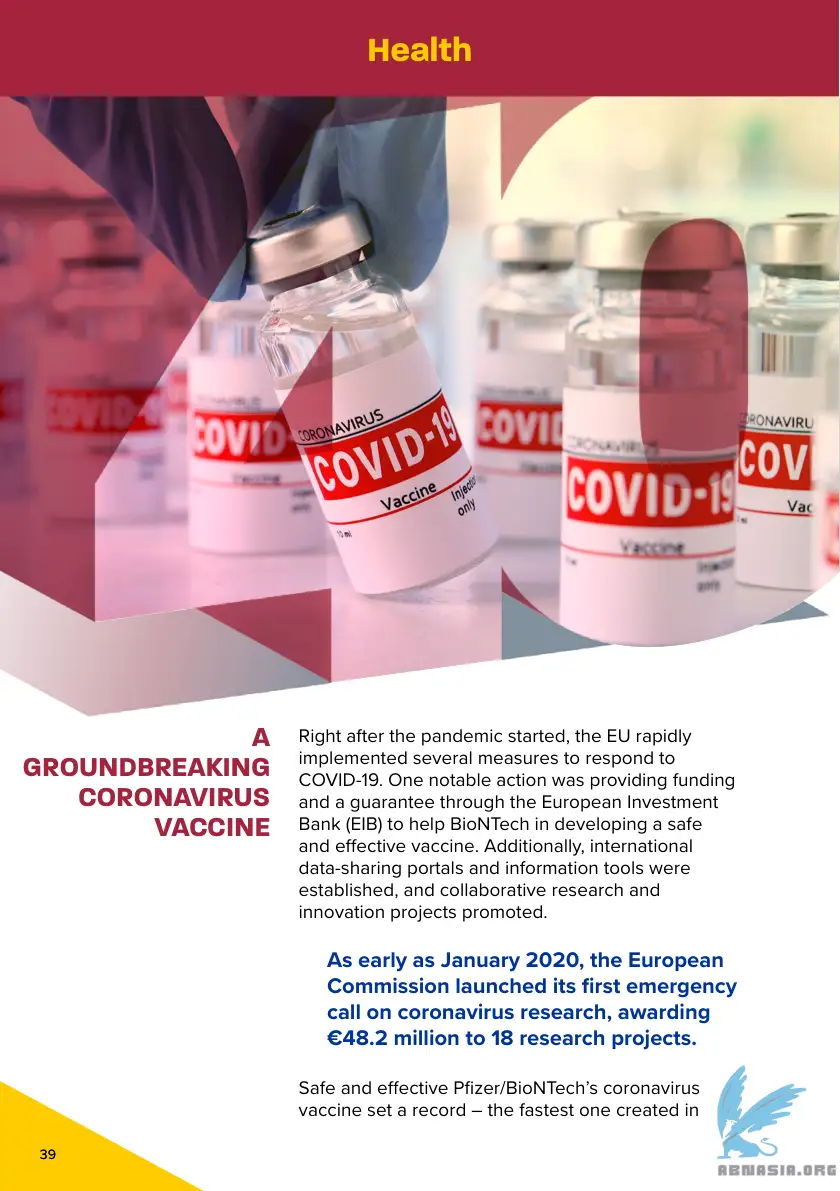 Health
CORONAVIRUS
COVID-19
Vaccine
Injection
only
10 ml
COVID-19
Vaccine
COVID-
Vaccine
COVID-19
Vaccine
only
A
GROUNDBREAKING
CORONAVIRUS
VACCINE
Right after the pandemic started, the EU rapidly
implemented several measures to respond to
COVID-19. One notable action was providing funding
and a guarantee through the European Investment
Bank (EIB) to help BioNTech in developing a safe
and effective vaccine. Additionally, international
data-sharing portals and information tools were
established, and collaborative research and
innovation projects promoted.
As early as January 2020, the European
Commission launched its first emergency
call on coronavirus research, awarding
€48.2 million to 18 research projects.
Safe and effective Pfizer/BioNTech’s coronavirus
vaccine set a record – the fastest one created in
39
ABNASIA.ORG